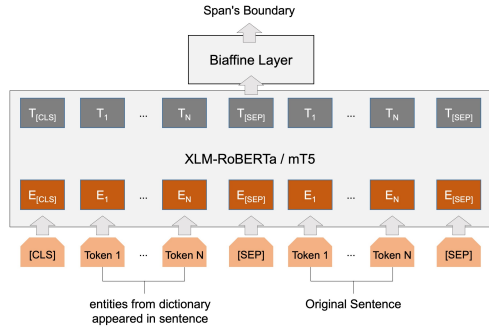 Span's Boundary
Biaffine Layer
T[CLS] T1 ... TN T[SEP] T1 ... TN T[SEP]
XLM-RoBERTa / mT5
E[CLS] E1 ... EN E[SEP] E1 ... EN E[SEP]
[CLS] Token 1 ... Token N [SEP] Token 1 ... Token N [SEP]
entities from dictionary
appeared in sentence
Original Sentence